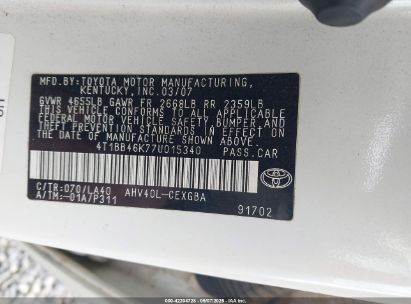 MFD.BY:TOYOTA MOTOR MANUFACTURING,
KENTUCKY, INC.03/07
GVWR 4655LB GAWR FR 2668LB RR 2359LB
THIS VEHICLE CONFORMS TO ALL APPLICABLE
FEDERAL MOTOR VEHICLE SAFETY, BUMPER, AND
THEFT PREVENTION STANDARDS IN EFFECT ON
THE DATE OF MANUFACTURE SHOWN ABOVE.
4T1BB46K77U015340 PASS.CAR
C/TR:070/LA40 AHV40L-CEXGBA
A/TM:-01A/P311
TOYOTA
91702